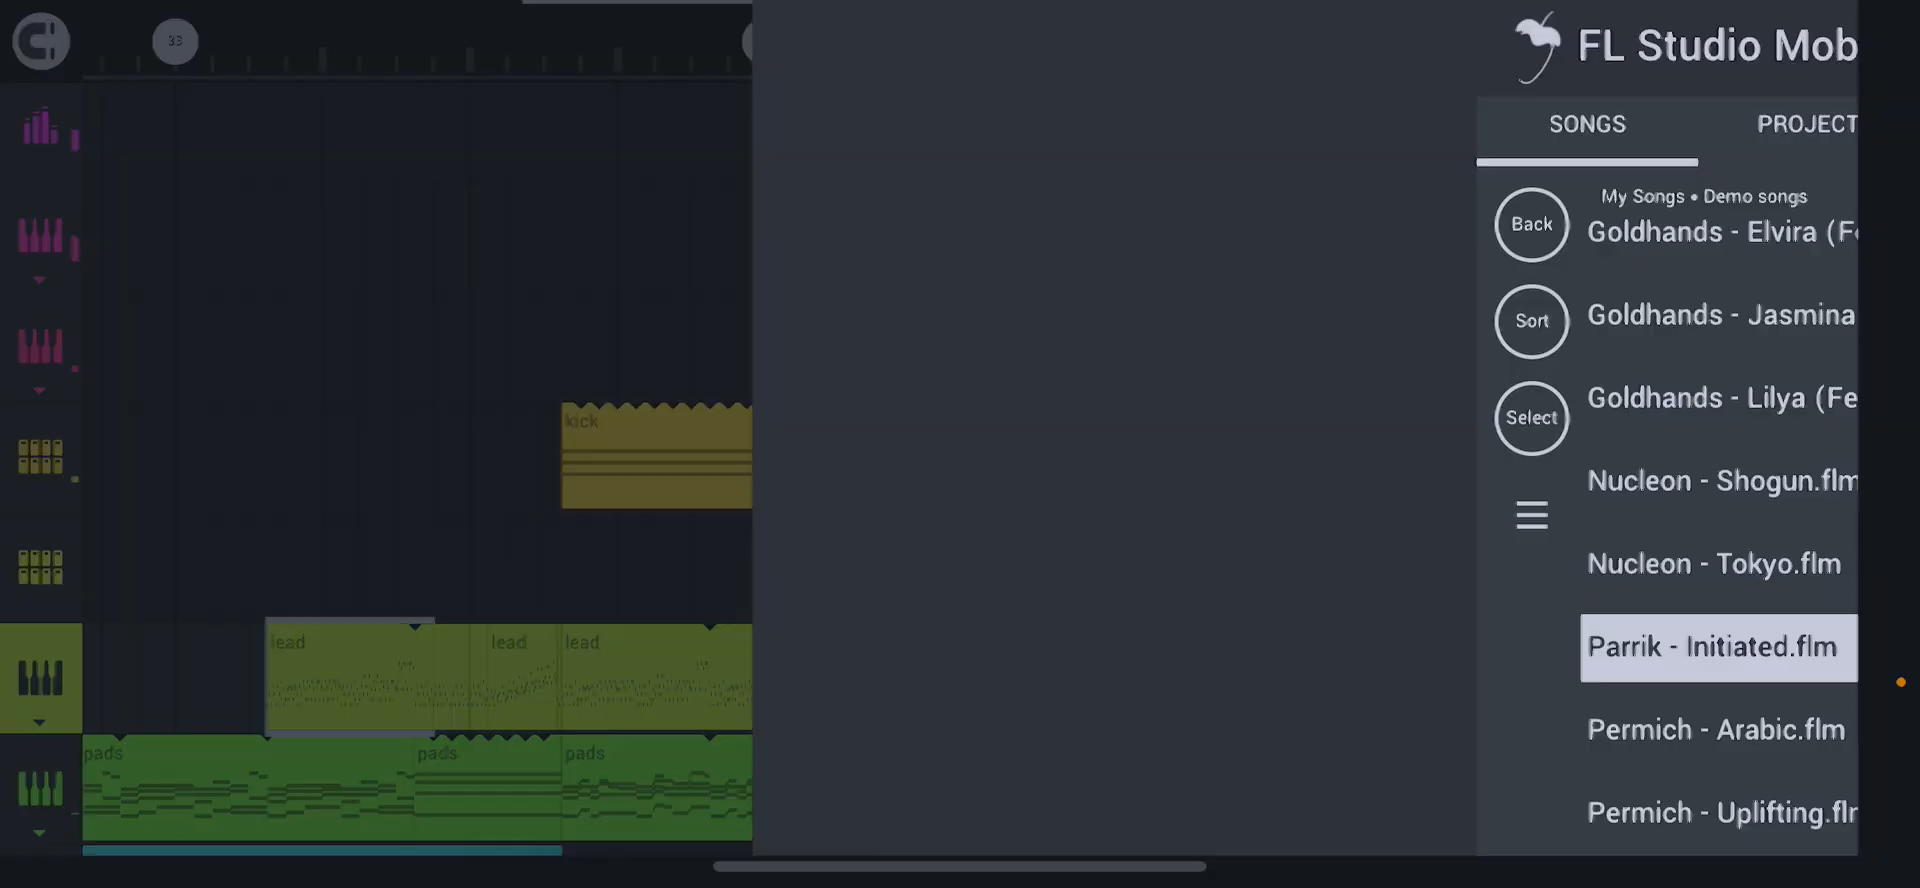 33
FL Studio Mob
SONGS
PROJECT
My Songs • Demo songs
Back
Goldhands - Elvira (Fe
Sort
Goldhands - Jasmina
Goldhands - Lilya (Fe
Select
Nucleon - Shogun.flm
Nucleon - Tokyo.flm
Parrik - Initiated.flm
Permich - Arabic.flm
Permich - Uplifting.fl
kick
lead
lead
lead
pads
pads
pads